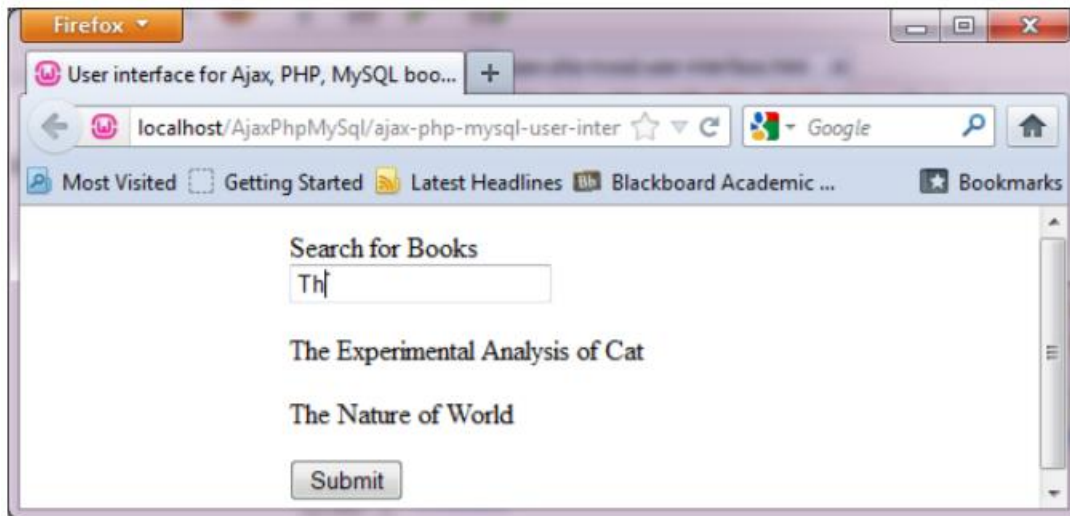 Firefox
User interface for Ajax, PHP, MySQL boo...
localhost/AjaxPhpMySql/ajax-php-mysql-user-inter Google
Most Visited Getting Started Latest Headlines Bb Blackboard Academic ... Bookmarks
Search for Books
Th
The Experimental Analysis of Cat
The Nature of World
Submit